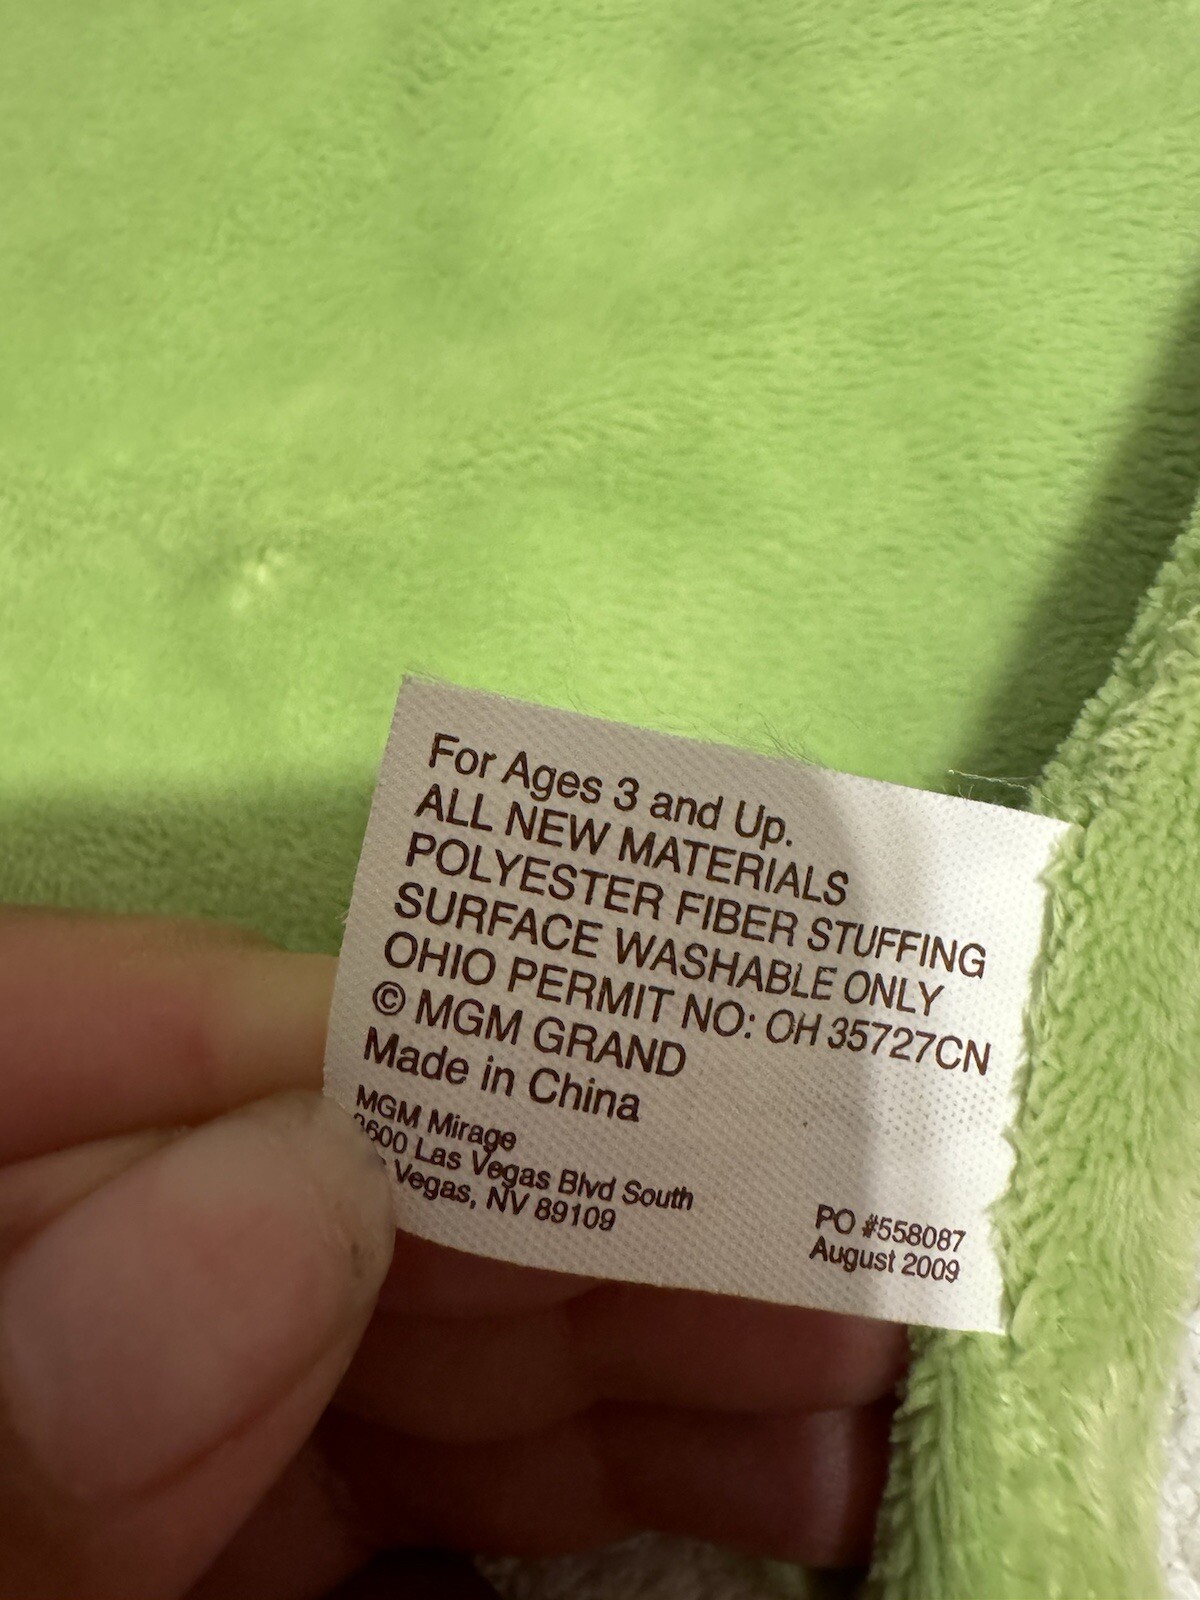 For Ages 3 and Up.
ALL NEW MATERIALS
POLYESTER FIBER STUFFING
SURFACE WASHABLE ONLY
OHIO PERMIT NO: OH 35727CN
© MGM GRAND
Made in China
MGM Mirage
3600 Las Vegas Blvd South
Vegas, NV 89109
PO #558087
August 2009